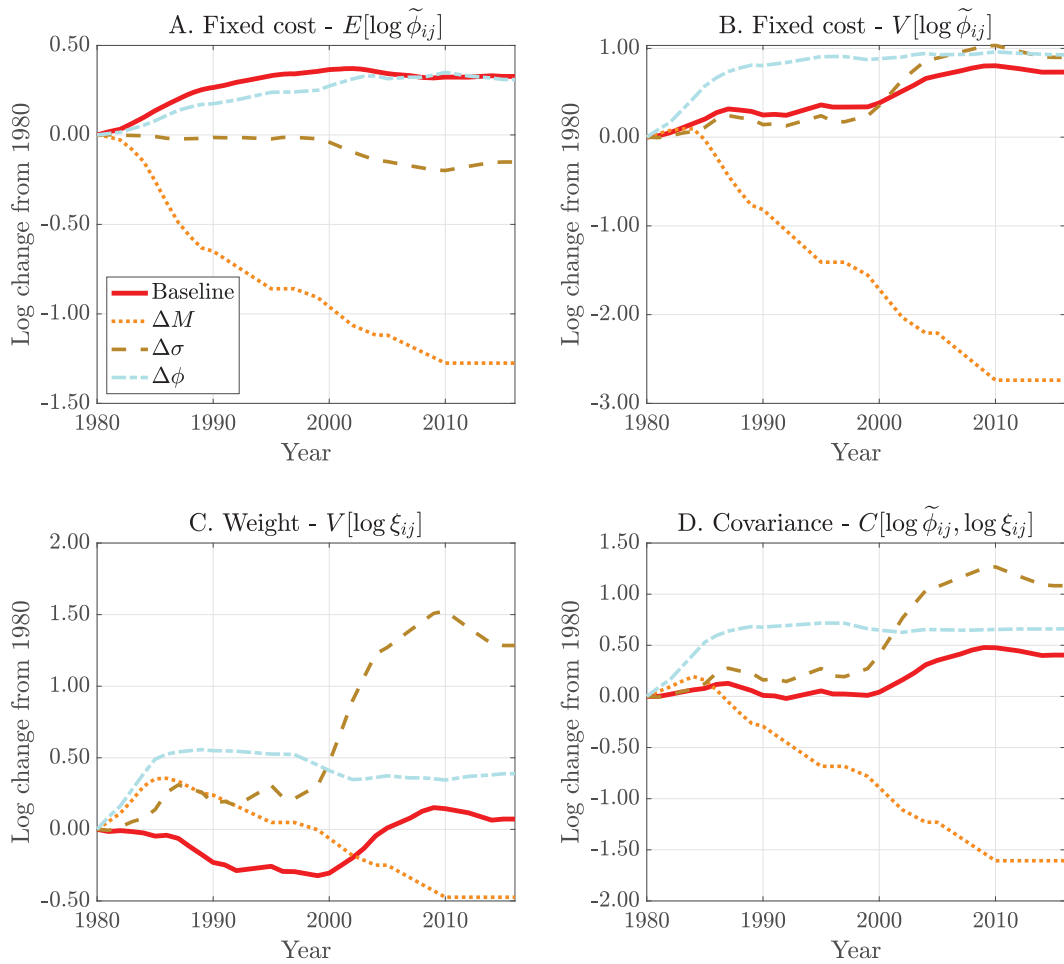 A. Fixed cost - E[log ϕ̃ij]
0.50
0.00
-0.50
-1.00
-1.50
Log change from 1980
Baseline
ΔM
Δσ
Δϕ
1980 1990 2000 2010
Year
B. Fixed cost - V[log ϕ̃ij]
1.00
0.00
-1.00
-2.00
-3.00
Log change from 1980
1980 1990 2000 2010
Year
C. Weight - V[log ξij]
2.00
1.50
1.00
0.50
0.00
-0.50
Log change from 1980
1980 1990 2000 2010
Year
D. Covariance - C[log ϕ̃ij, log ξij]
1.50
1.00
0.50
0.00
-0.50
-1.00
-1.50
-2.00
Log change from 1980
1980 1990 2000 2010
Year